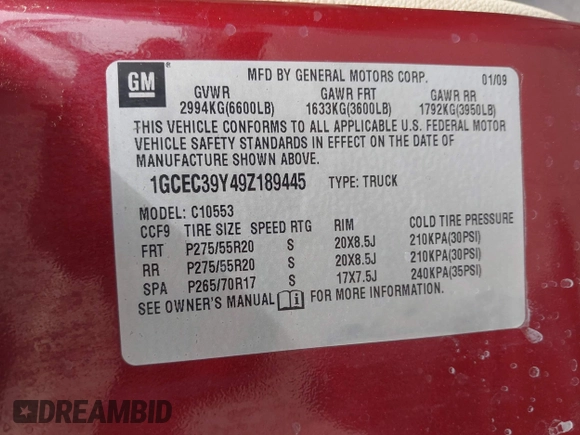 GM
MFD BY GENERAL MOTORS CORP. 01/09
GVWR GAWR FRT GAWR RR
2994KG(6600LB) 1633KG(3600LB) 1792KG(3950LB)
THIS VEHICLE CONFORMS TO ALL APPLICABLE U.S. FEDERAL MOTOR
VEHICLE SAFETY STANDARDS IN EFFECT ON THE DATE OF
MANUFACTURE SHOWN ABOVE.
1GCEC39Y49Z189445 TYPE: TRUCK
MODEL: C10553
CCF9 TIRE SIZE SPEED RTG RIM COLD TIRE PRESSURE
FRT P275/55R20 S 20X8.5J 210KPA(30PSI)
RR P275/55R20 S 20X8.5J 210KPA(30PSI)
SPA P265/70R17 S 17X7.5J 240KPA(35PSI)
SEE OWNER'S MANUAL FOR MORE INFORMATION.
DREAMBID